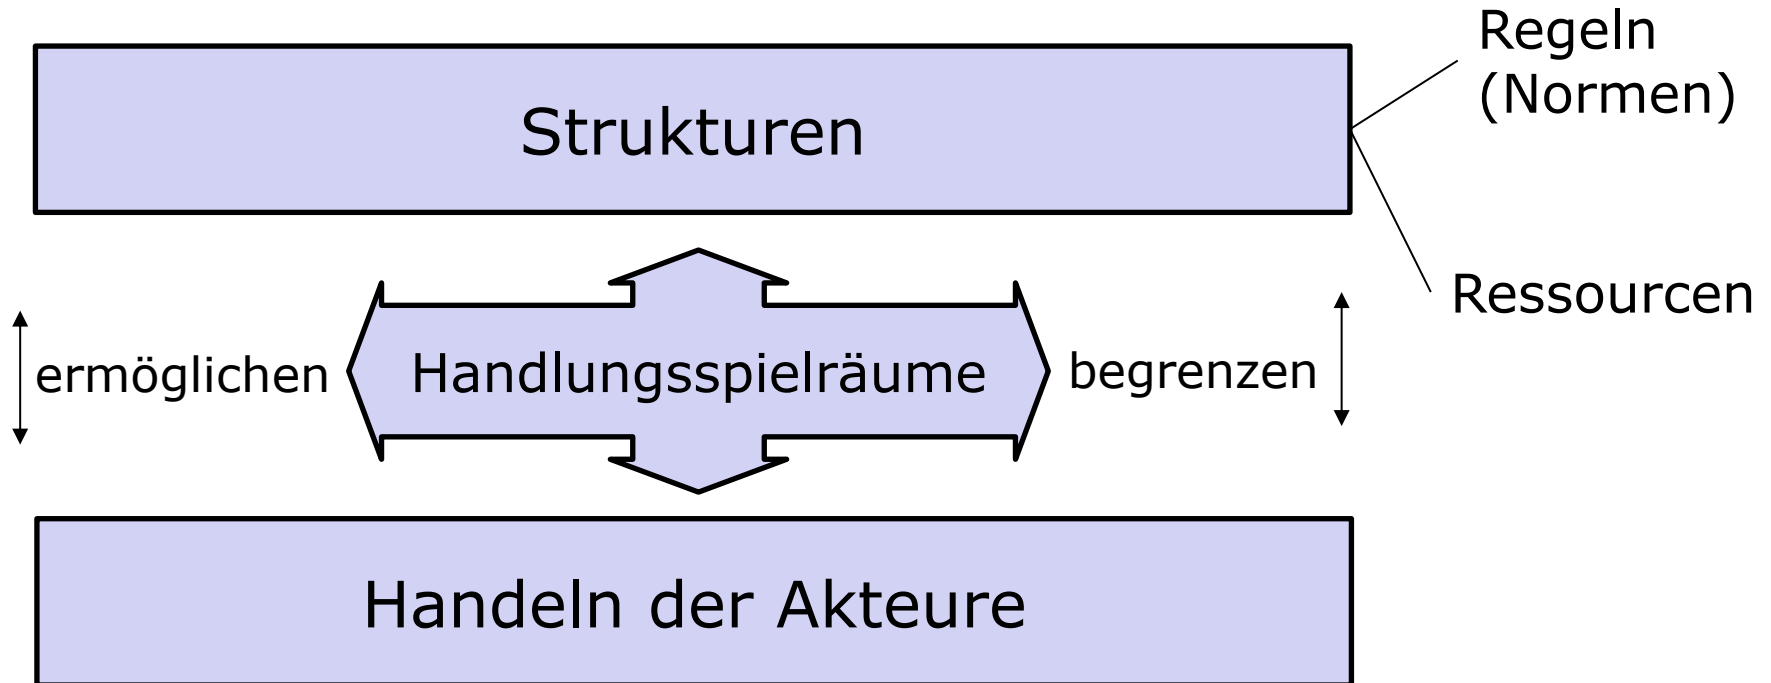 Regeln
(Normen)
Strukturen
Ressourcen
ermöglichen
Handlungsspielräume
begrenzen
Handeln der Akteure